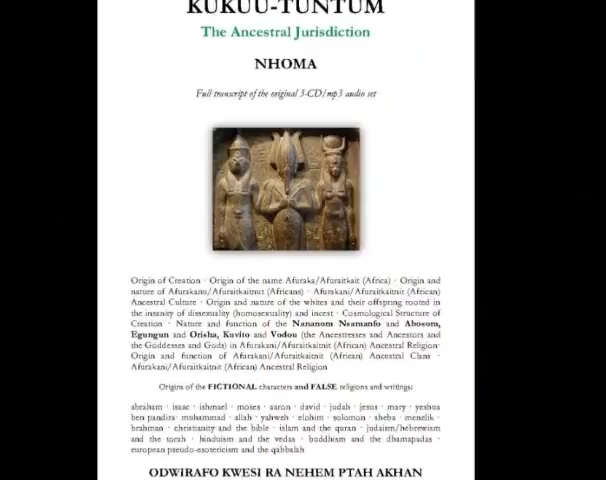 KUKUU-TUNTUM
The Ancestral Jurisdiction
NHOMA
Full transcript of the original 3-CD/mp3 audio set
Origin of Creation · Origin of the name Afuraka/Afuraitkait (Africa) · Origin and
nature of Afurakanu/Afuraitkaitnut (Africans) · Afurakani/Afuraitkaitnit (African)
Ancestral Culture · Origin and nature of the whites and their offspring rooted in
the insanity of dissexuality (homosexuality) and incest · Cosmological Structure of
Creation · Nature and function of the Nananom Nsamanfo and Abosom,
Egungun and Orisha, Kuvito and Vodou (the Ancestresses and Ancestors and
the Goddesses and Gods) in Afurakani/Afuraitkaitnit (African) Ancestral Religion·
Origin and function of Afurakani/Afuraitkaitnit (African) Ancestral Clans ·
Afurakani/Afuraitkaitnit (African) Ancestral Religion
Origins of the FICTIONAL characters and FALSE religions and writings:
abraham · isaac · ishmael · moses · aaron · david · judah · jesus · mary · yeshua
ben pandira · muhammad · allah · yahweh · elohim · solomon · sheba · menelik ·
brahman · christianity and the bible · islam and the quran · judaism/hebrewism
and the torah · hinduism and the vedas · buddhism and the dhamapadas ·
european pseudo-esotericism and the qabbalah
ODWIRAFO KWESI RA NEHEM PTAH AKHAN